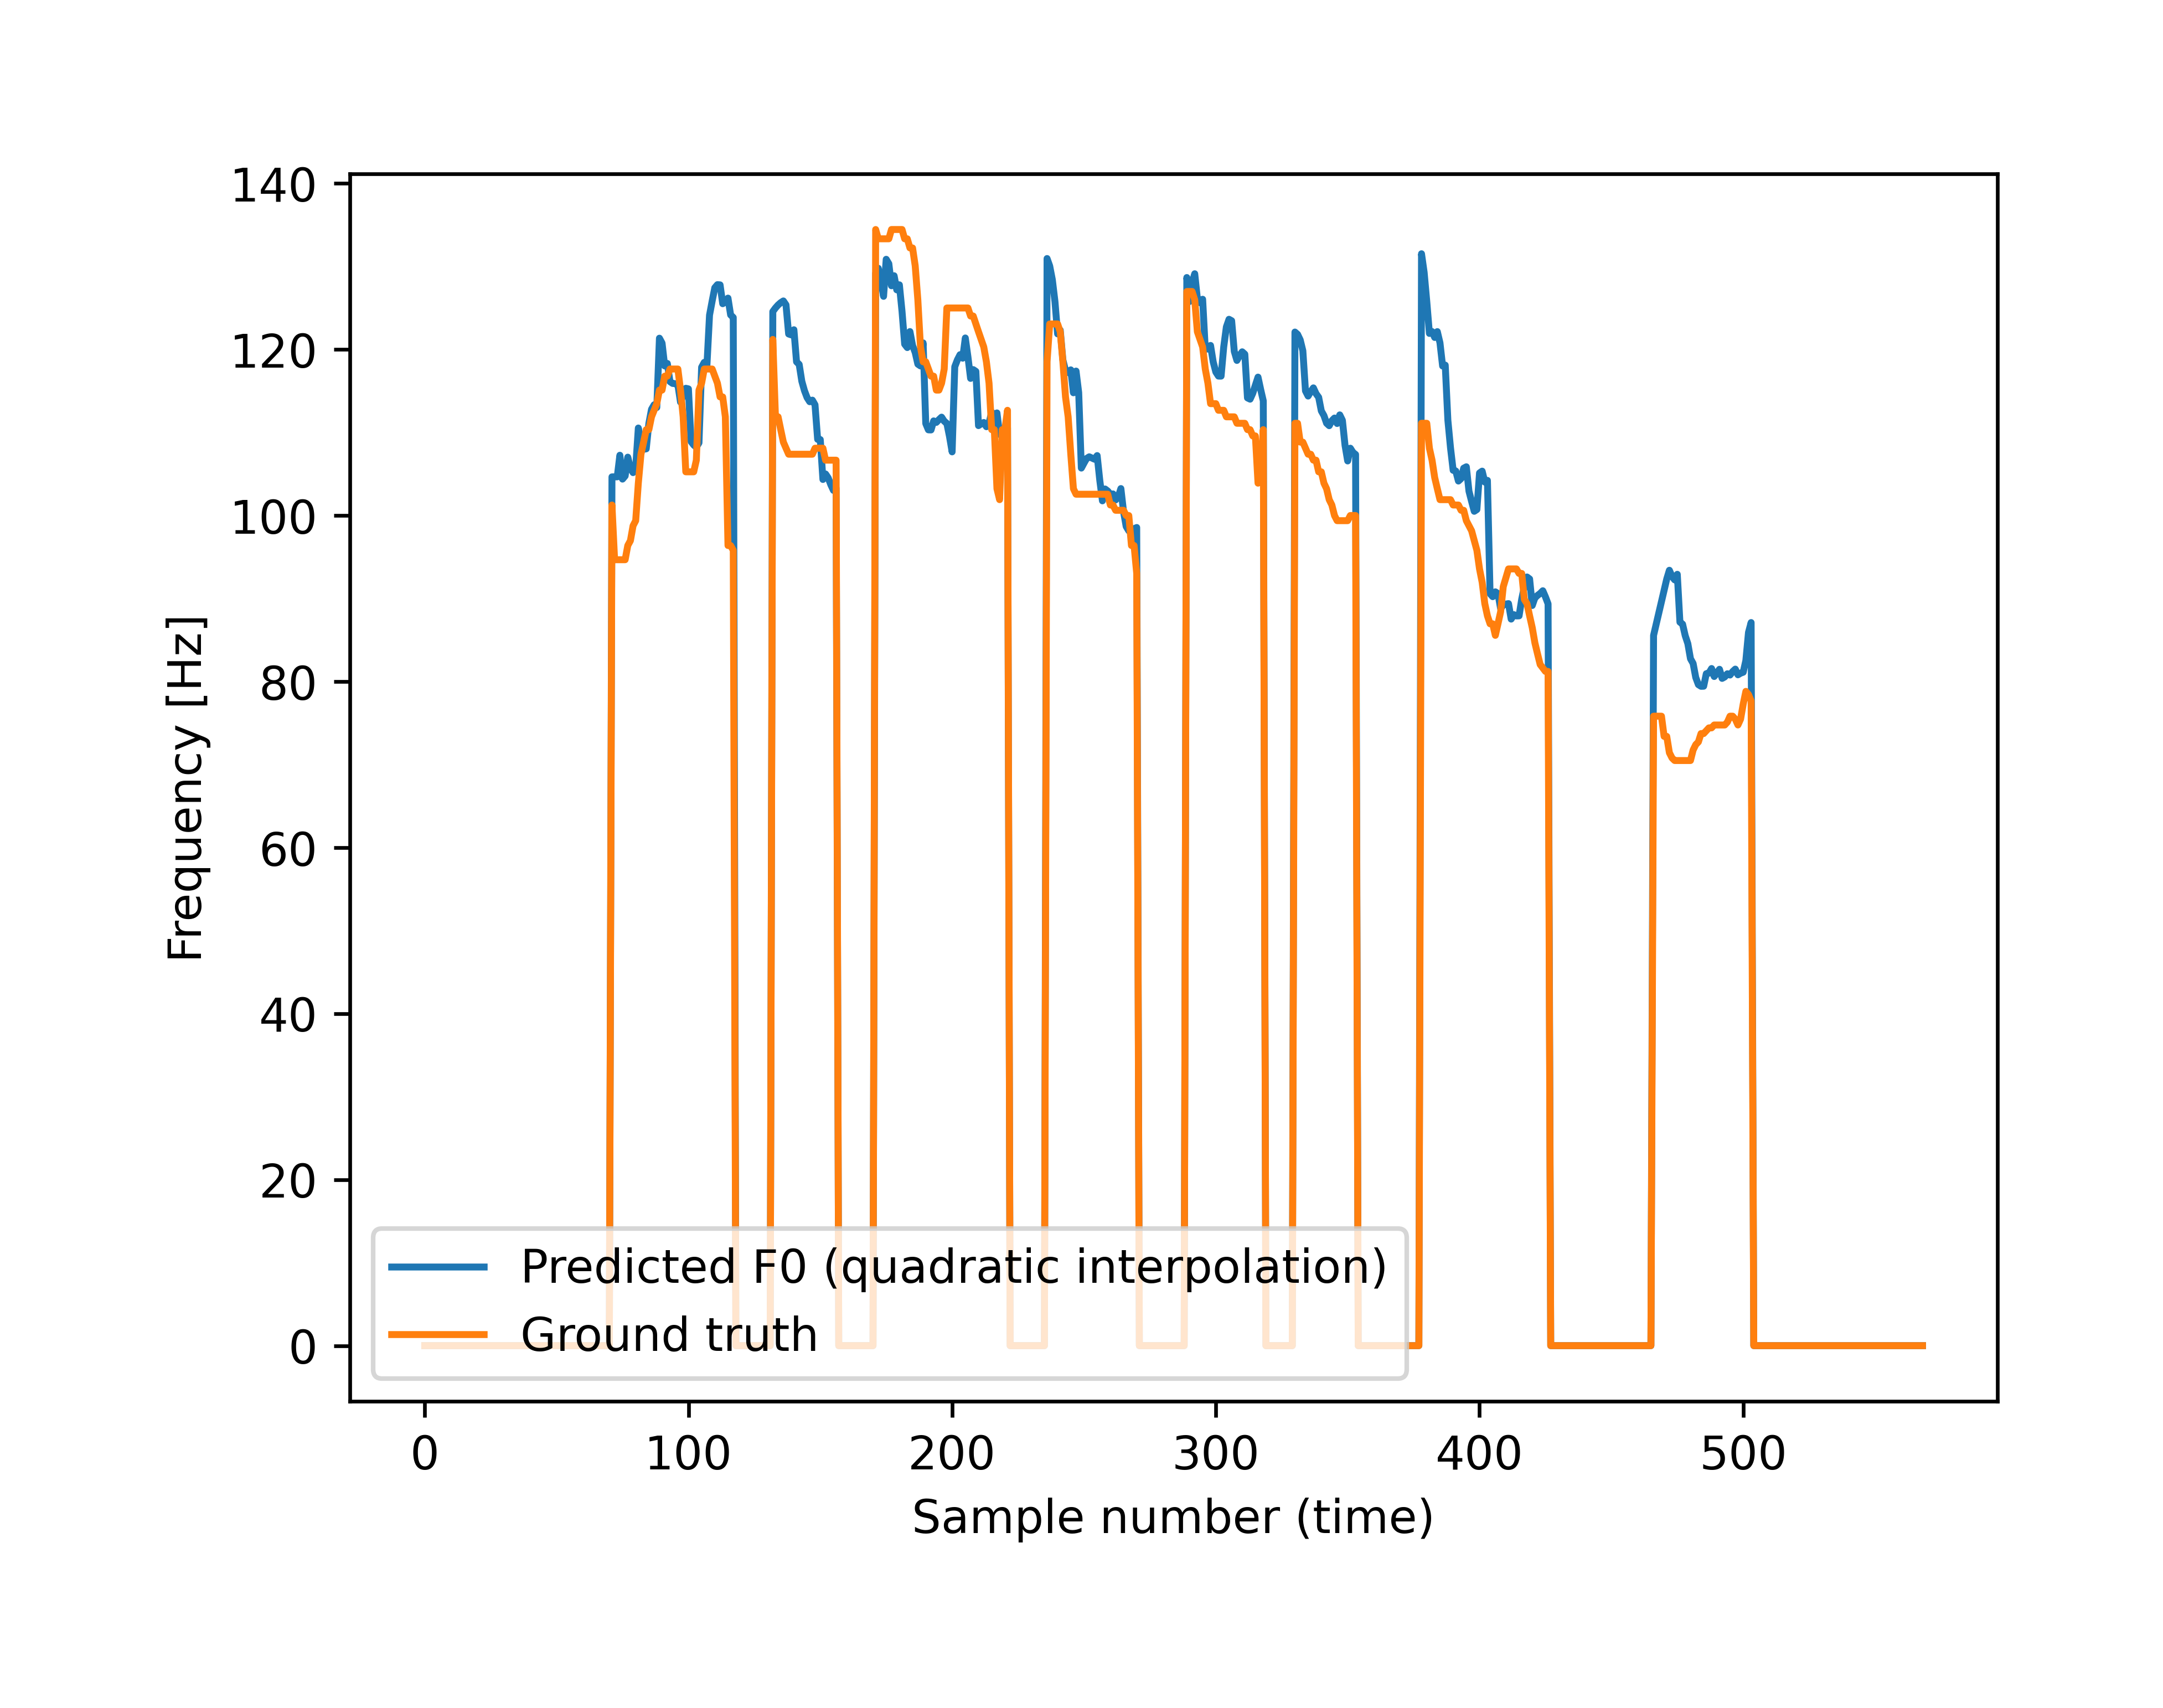 140
120
100
80
60
40
20
0
Frequency [Hz]
Predicted F0 (quadratic interpolation)
Ground truth
0 100 200 300 400 500
Sample number (time)